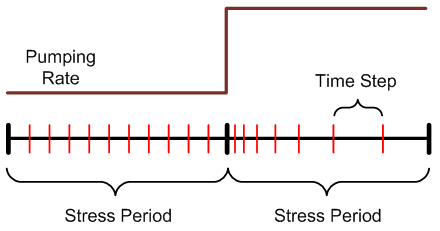 Pumping
Rate
Time Step
Stress Period
Stress Period